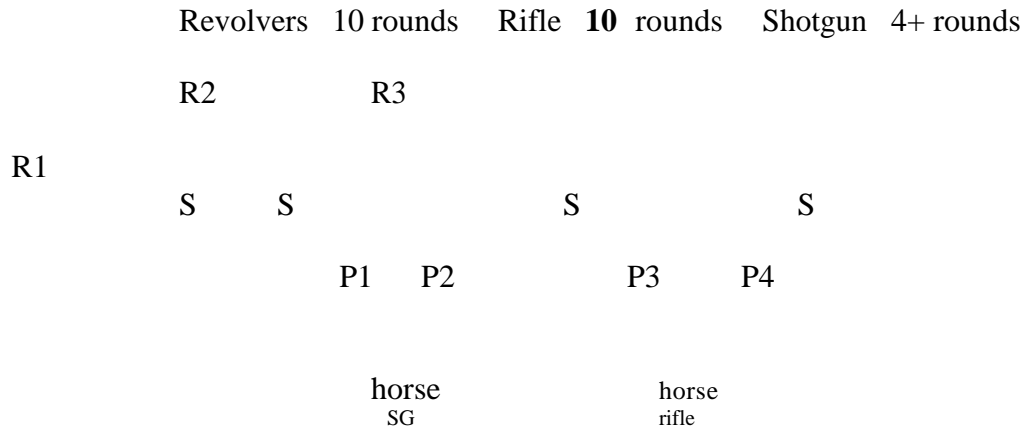 Revolvers 10 rounds Rifle 10 rounds Shotgun 4+ rounds
R2 R3
R1
S S S S
P1 P2 P3 P4
horse horse
SG rifle